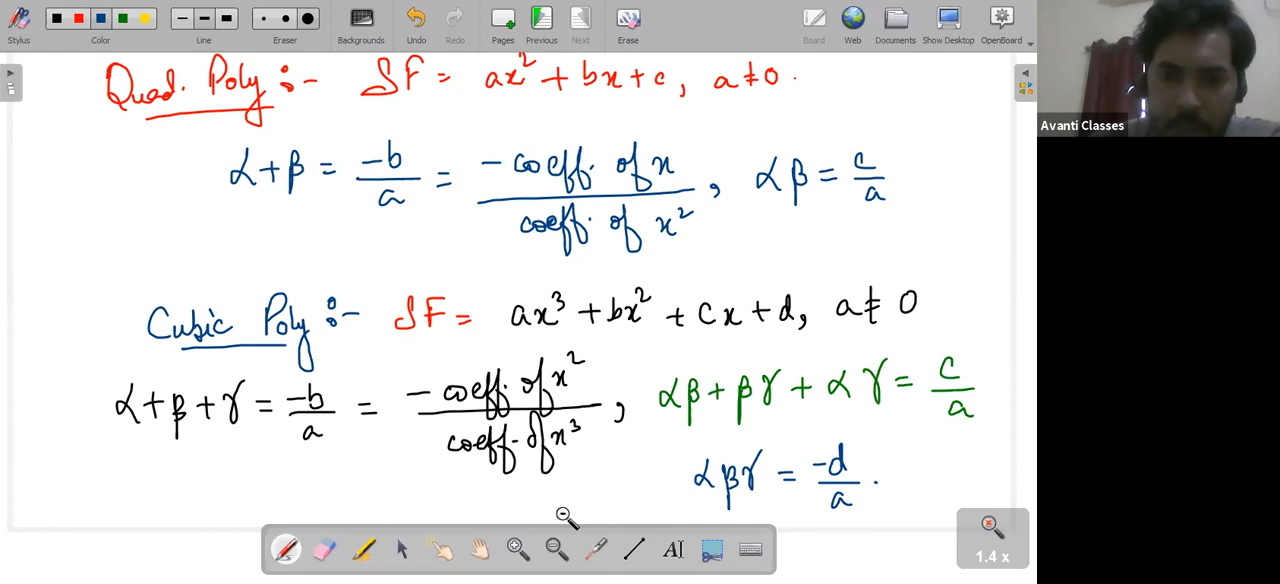 Stylus Color Line Eraser Backgrounds Undo Redo Pages Previous Next Erase Board Web Documents Show Desktop OpenBoard
Quad. Poly :- SF = ax² + bx + c, a ≠ 0.
α + β = -b/a = - coeff. of x / coeff. of x², αβ = c/a
Cubic Poly :- SF = ax³ + bx² + cx + d, a ≠ 0
α + β + γ = -b/a = - coeff. of x² / coeff. of x³, αβ + βγ + αγ = c/a
αβγ = -d/a.
Avanti Classes
1.4 x